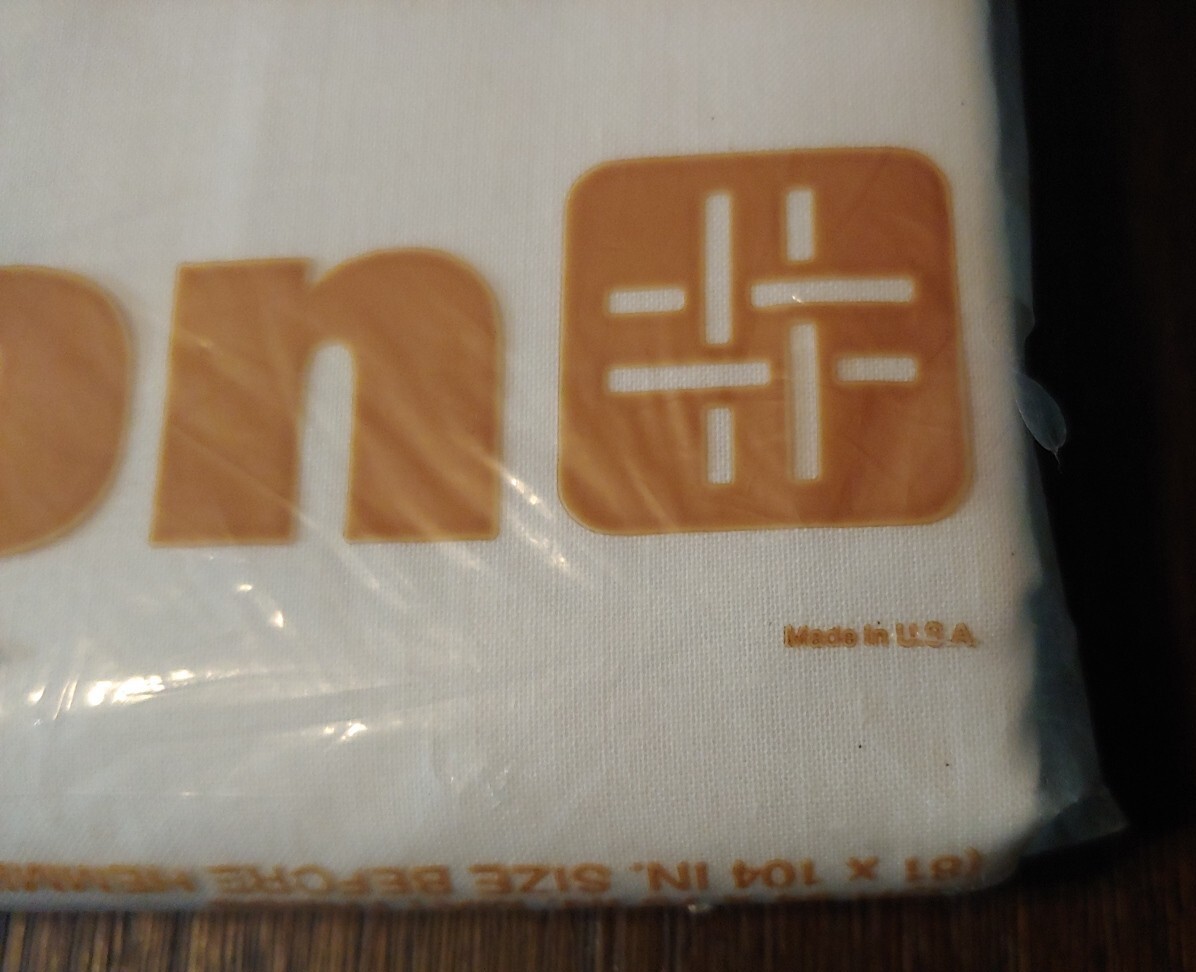 on
Made in U.S.A.
(81 X 104 IN. SIZE BEFORE